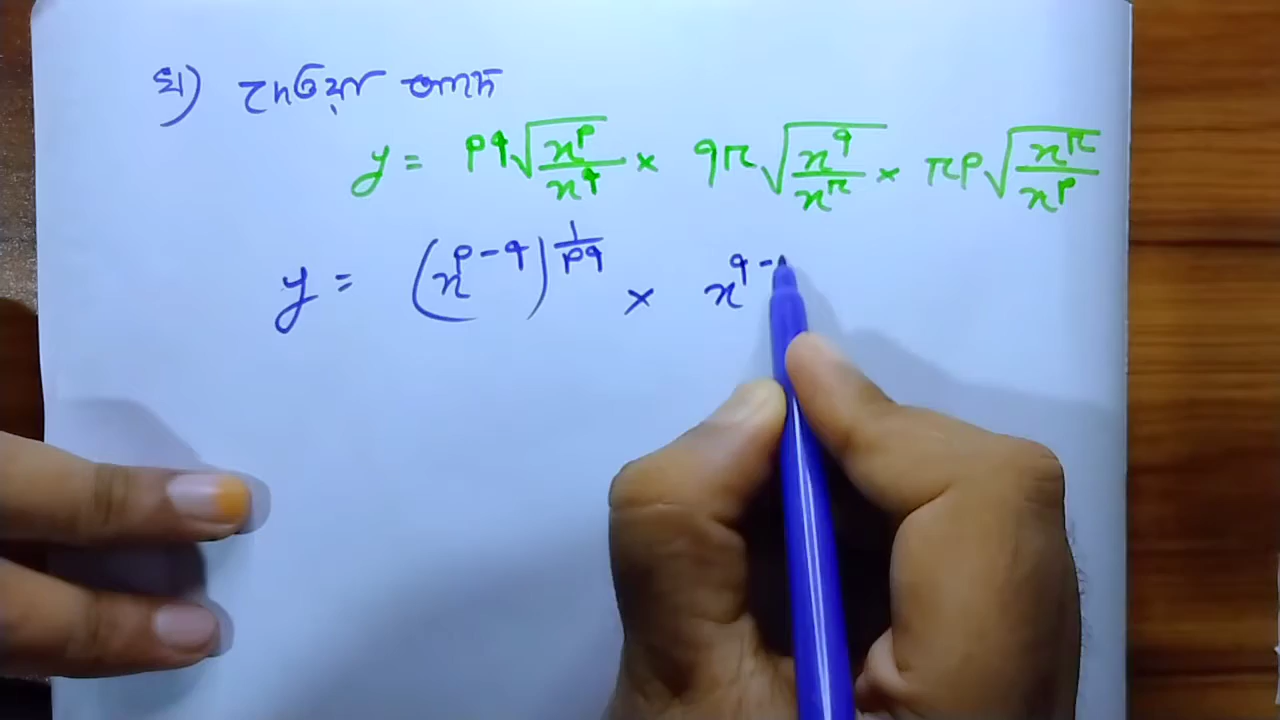 ঘ) দেওয়া আছে
y = pq√(x^p/x^q) × qr√(x^q/x^r) × rp√(x^r/x^p)
y = (x^(p-q))^(1/pq) × x^(q-